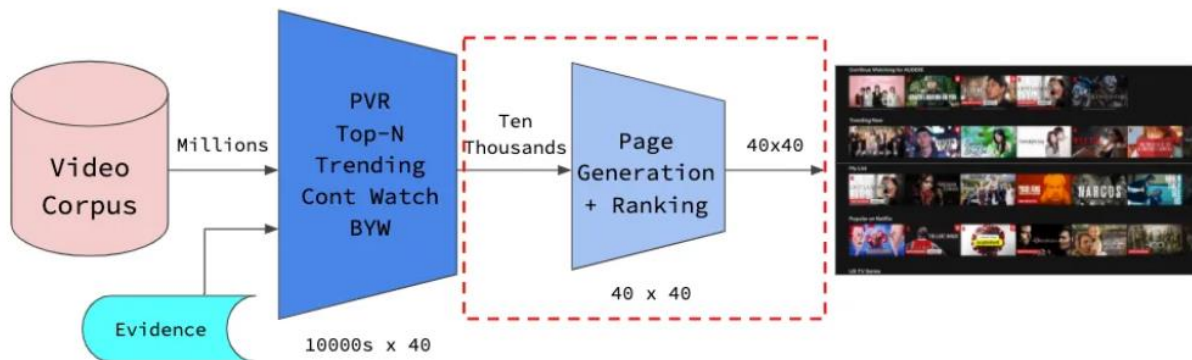 Video
Corpus
Millions
Evidence
PVR
Top-N
Trending
Cont Watch
BYW
10000s x 40
Ten
Thousands
Page
Generation
+ Ranking
40 x 40
40x40
Trending Now
My List
NARCOS
Popular on Netflix
US TV Series